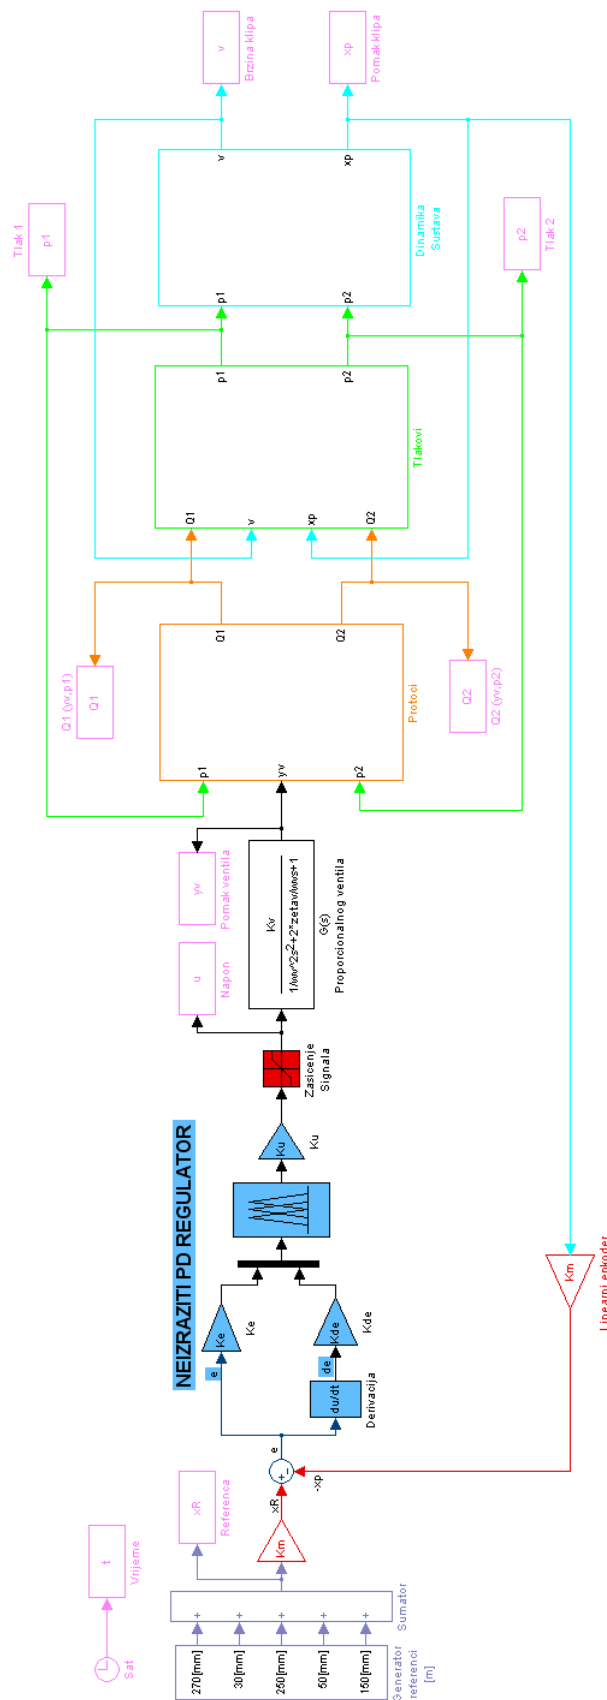 Sat
t
Vrijeme
Generator
referenci
[m]
270[mm]
30[mm]
250[mm]
50[mm]
150[mm]
+
+
+
+
+
Sumator
xR
Referenca
Km
xR
+
-
-xp
e
NEIZRAZITI PD REGULATOR
e
Ke
Ke
du/dt
Derivacija
de
Kde
Kde
Ku
Ku
Zasicenje
Signala
u
Napon
Kv
1/wv^2s²+2*zetav/wvs+1
G(s)
Proporcionalnog ventila
yv
Pomak ventila
p1
yv
p2
Q1
Q2
Protoci
Q1
Q1 (yv,p1)
Q2
Q2 (yv,p2)
Q1
v
xp
Q2
p1
p2
Tlakovi
Tlak 1
p1
p2
Tlak 2
p1
p2
v
xp
Dinamika
Sustava
v
Brzina klipa
xp
Pomak klipa
Km
Linearni enkoder